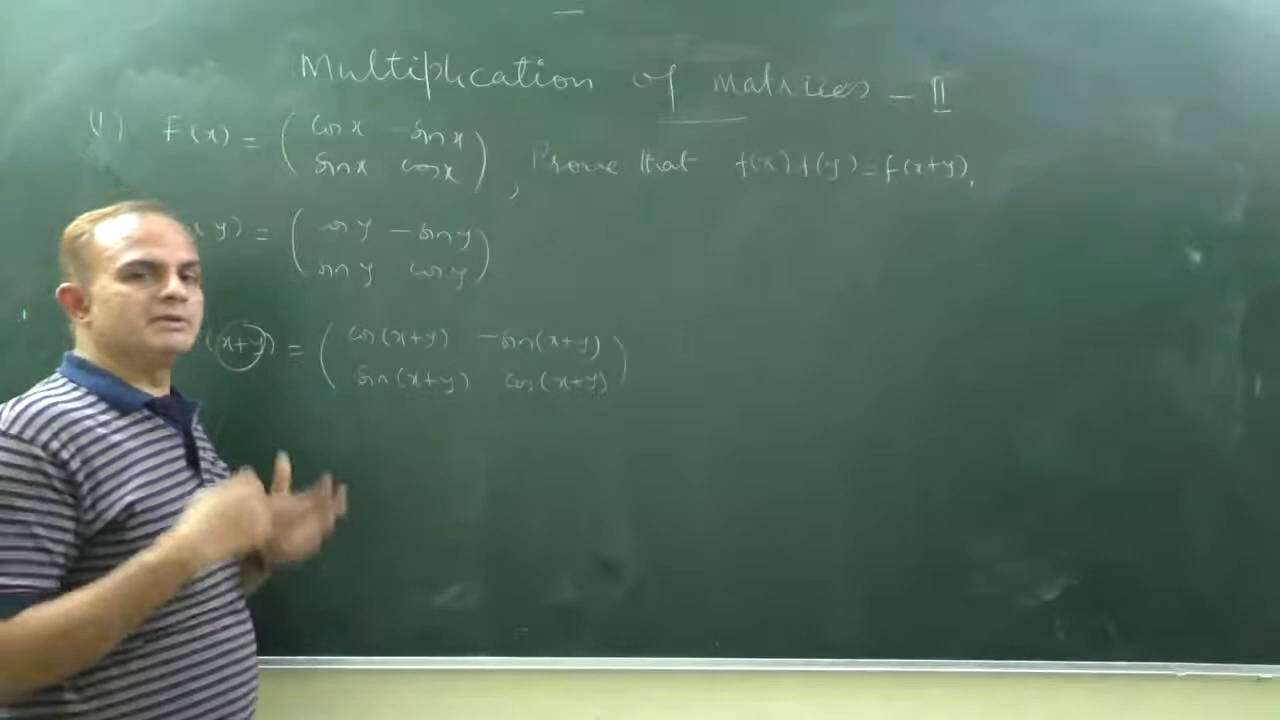 Multiplication of matrices - II
(1) F(x) = ( cos x - sin x
sin x cos x ), Prove that f(x) f(y) = f(x+y).
y) = ( cos y - sin y
sin y cos y )
(x+y) = ( cos(x+y) - sin(x+y)
sin(x+y) cos(x+y) )